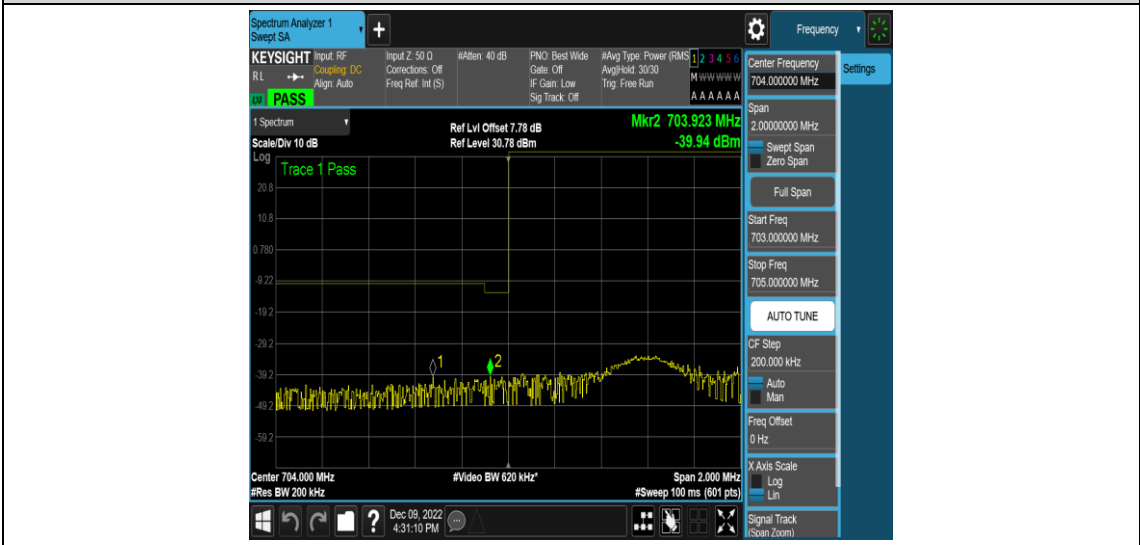 Spectrum Analyzer 1
Swept SA
+
Frequency
KEYSIGHT
Input: RF
Input Z: 50 Ω
#Atten: 40 dB
PNO: Best Wide
#Avg Type: Power (RMS
1 2 3 4 5 6
R L
Coupling: DC
Corrections: Off
Gate: Off
Avg|Hold: 30/30
M W W W W W
Align: Auto
Freq Ref: Int (S)
IF Gain: Low
Trig: Free Run
PASS
Sig Track: Off
A A A A A A
1 Spectrum
Ref Lvl Offset 7.78 dB
Mkr2 703.923 MHz
Scale/Div 10 dB
Ref Level 30.78 dBm
-39.94 dBm
Log
Trace 1 Pass
20.8
10.8
0.780
-9.22
-19.2
-29.2
-39.2
-49.2
-59.2
1
2
Center 704.000 MHz
#Video BW 620 kHz*
Span 2.000 MHz
#Res BW 200 kHz
#Sweep 100 ms (601 pts)
?
Dec 09, 2022
4:31:10 PM
Center Frequency
704.000000 MHz
Settings
Span
2.00000000 MHz
Swept Span
Zero Span
Full Span
Start Freq
703.000000 MHz
Stop Freq
705.000000 MHz
AUTO TUNE
CF Step
200.000 kHz
Auto
Man
Freq Offset
0 Hz
X Axis Scale
Log
Lin
Signal Track
(Span Zoom)